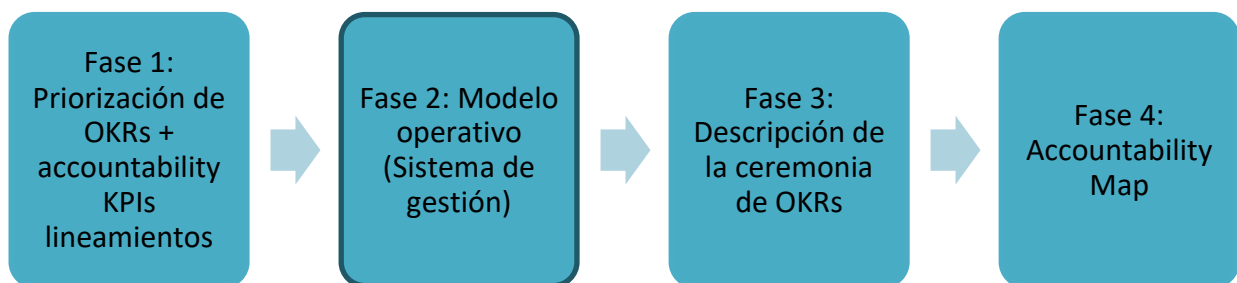 Fase 1:
Priorización de
OKRs +
accountability
KPIs
lineamientos
Fase 2: Modelo
operativo
(Sistema de
gestión)
Fase 3:
Descripción de
la ceremonia
de OKRs
Fase 4:
Accountability
Map